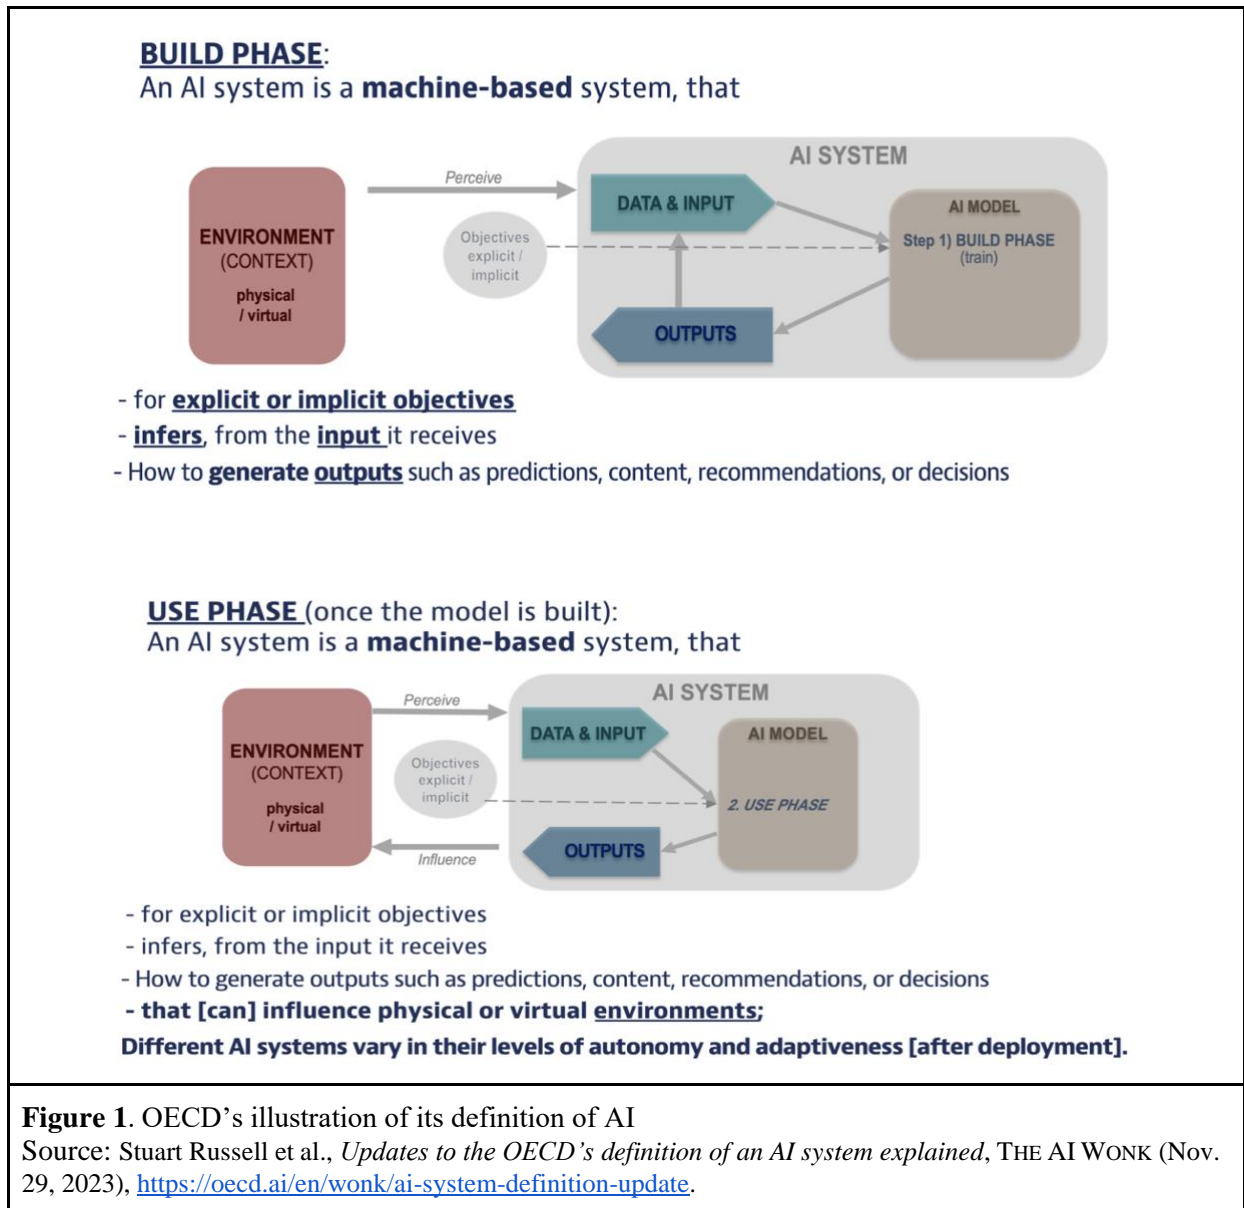 BUILD PHASE:
An AI system is a machine-based system, that
AI SYSTEM
Perceive
DATA & INPUT
AI MODEL
ENVIRONMENT
(CONTEXT)
physical
/ virtual
Objectives
explicit /
implicit
Step 1) BUILD PHASE
(train)
OUTPUTS
- for explicit or implicit objectives
- infers, from the input it receives
- How to generate outputs such as predictions, content, recommendations, or decisions
USE PHASE (once the model is built):
An AI system is a machine-based system, that
AI SYSTEM
Perceive
DATA & INPUT
AI MODEL
ENVIRONMENT
(CONTEXT)
physical
/ virtual
Objectives
explicit /
implicit
2. USE PHASE
OUTPUTS
Influence
- for explicit or implicit objectives
- infers, from the input it receives
- How to generate outputs such as predictions, content, recommendations, or decisions
- that [can] influence physical or virtual environments;
Different AI systems vary in their levels of autonomy and adaptiveness [after deployment].
Figure 1. OECD’s illustration of its definition of AI
Source: Stuart Russell et al., Updates to the OECD’s definition of an AI system explained, THE AI WONK (Nov.
29, 2023), https://oecd.ai/en/wonk/ai-system-definition-update.